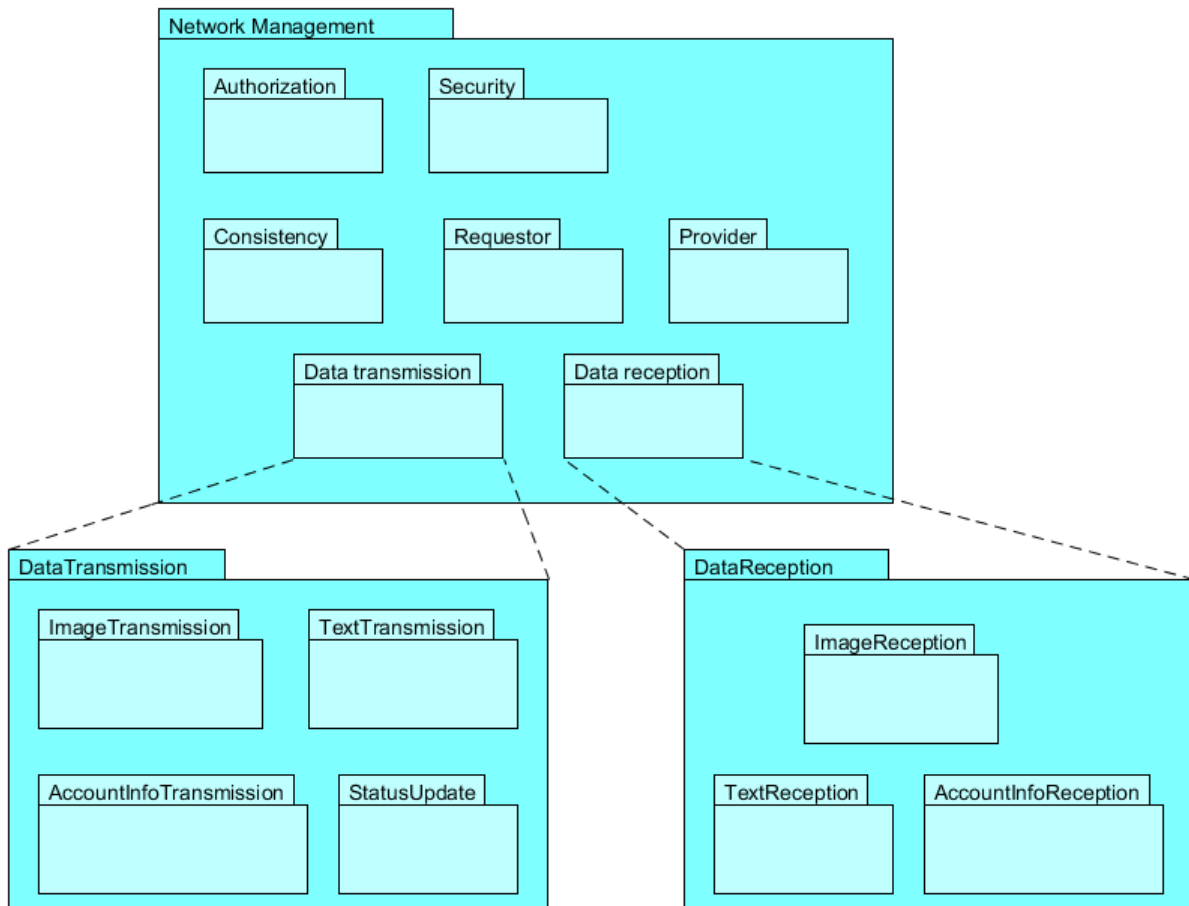 Network Management
Authorization
Security
Consistency
Requestor
Provider
Data transmission
Data reception
DataTransmission
DataReception
ImageTransmission
TextTransmission
ImageReception
AccountInfoTransmission
StatusUpdate
TextReception
AccountInfoReception